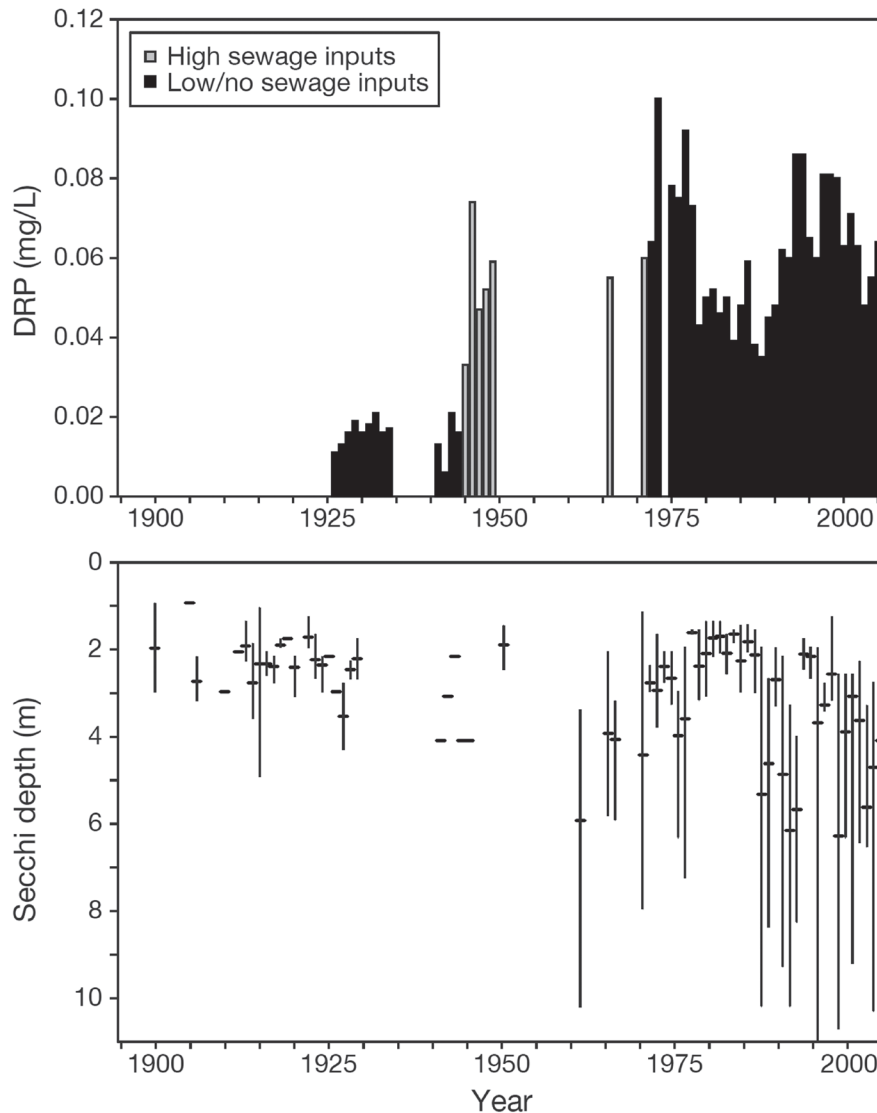 0.12
High sewage inputs
Low/no sewage inputs
0.10
0.08
DRP (mg/L)
0.06
0.04
0.02
0.00
1900 1925 1950 1975 2000
0
2
4
Secchi depth (m)
6
8
10
1900 1925 1950 1975 2000
Year